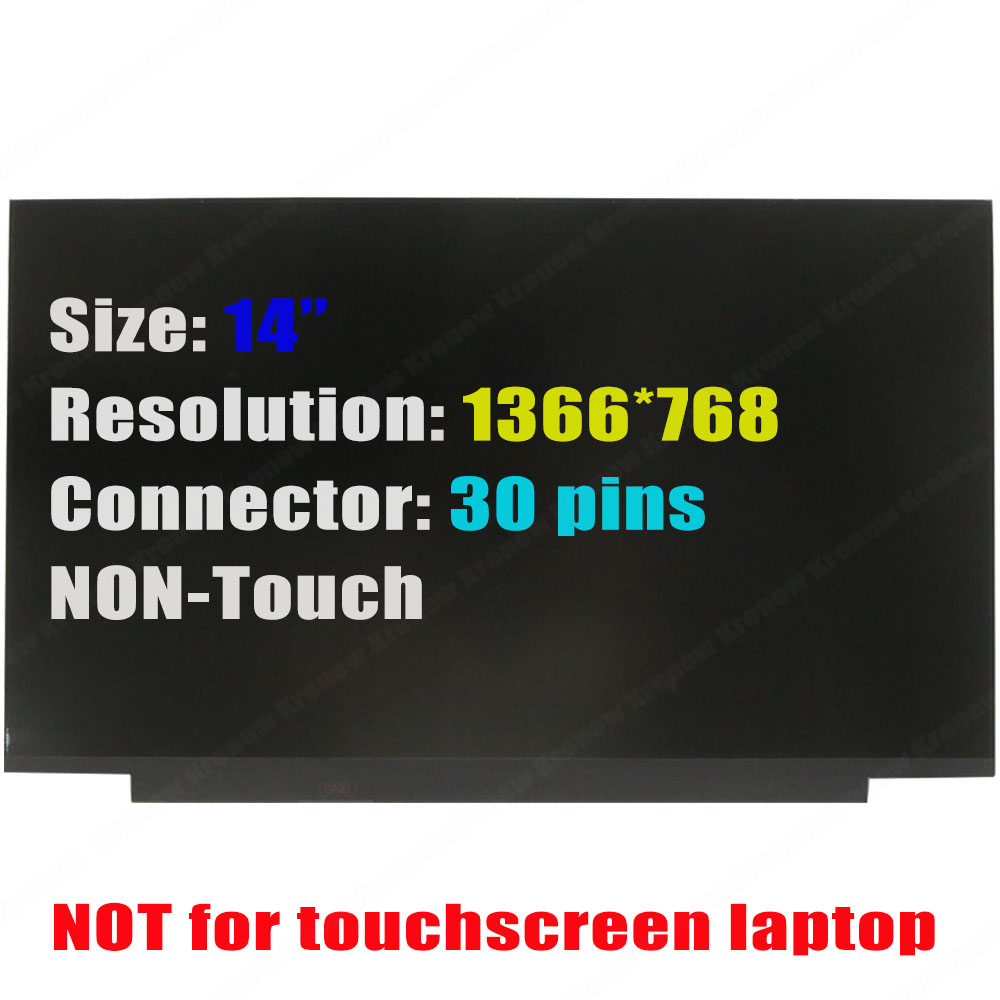 Size: 14”
Resolution: 1366*768
Connector: 30 pins
NON-Touch
NOT for touchscreen laptop